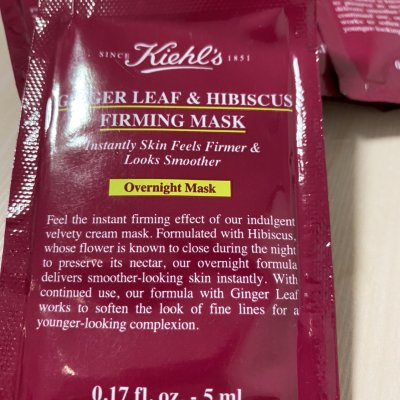 SINCE Kiehl's 1851
GINGER LEAF & HIBISCUS
FIRMING MASK
Instantly Skin Feels Firmer &
Looks Smoother
Overnight Mask
Feel the instant firming effect of our indulgent
velvety cream mask. Formulated with Hibiscus,
whose flower is known to close during the night
to preserve its nectar, our overnight formula
delivers smoother-looking skin instantly. With
continued use, our formula with Ginger Leaf
works to soften the look of fine lines for a
younger-looking complexion.
0.17 fl. oz. - 5 ml
younger-looking